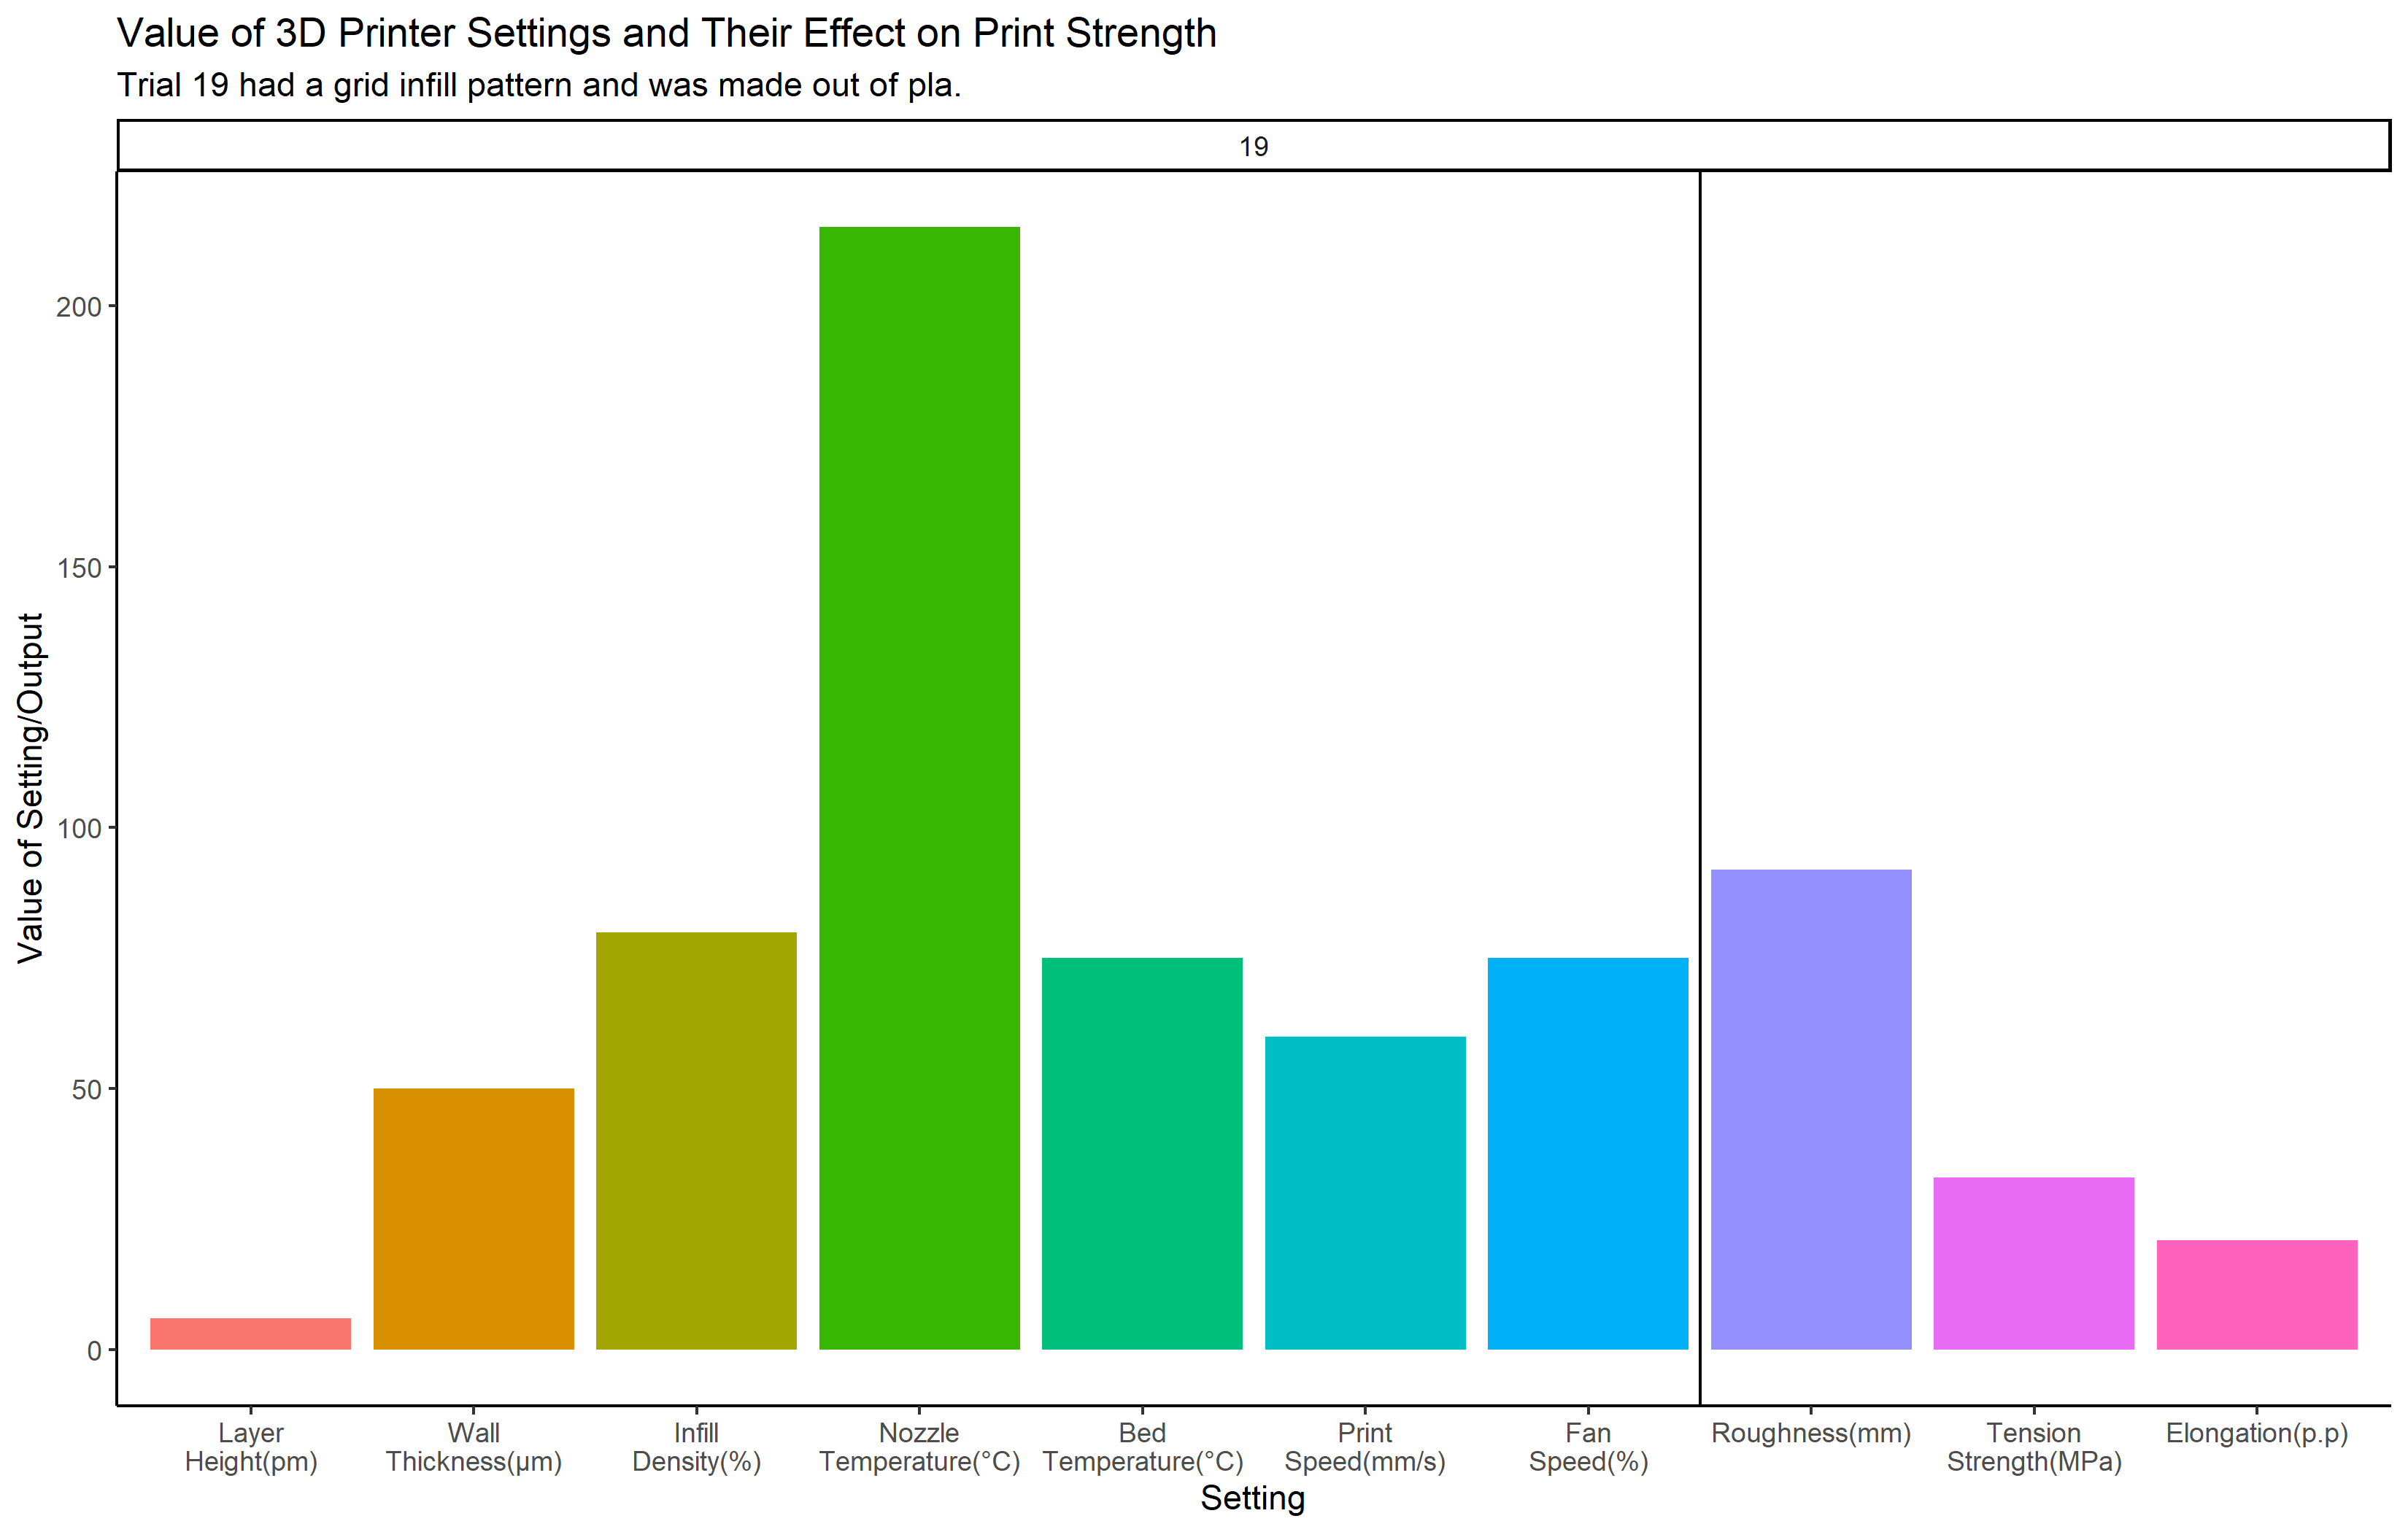 Value of 3D Printer Settings and Their Effect on Print Strength
Trial 19 had a grid infill pattern and was made out of pla.
19
Value of Setting/Output
200
150
100
50
0
Layer
Height(pm)
Wall
Thickness(µm)
Infill
Density(%)
Nozzle
Temperature(°C)
Bed
Temperature(°C)
Print
Speed(mm/s)
Fan
Speed(%)
Roughness(mm)
Tension
Strength(MPa)
Elongation(p.p)
Setting